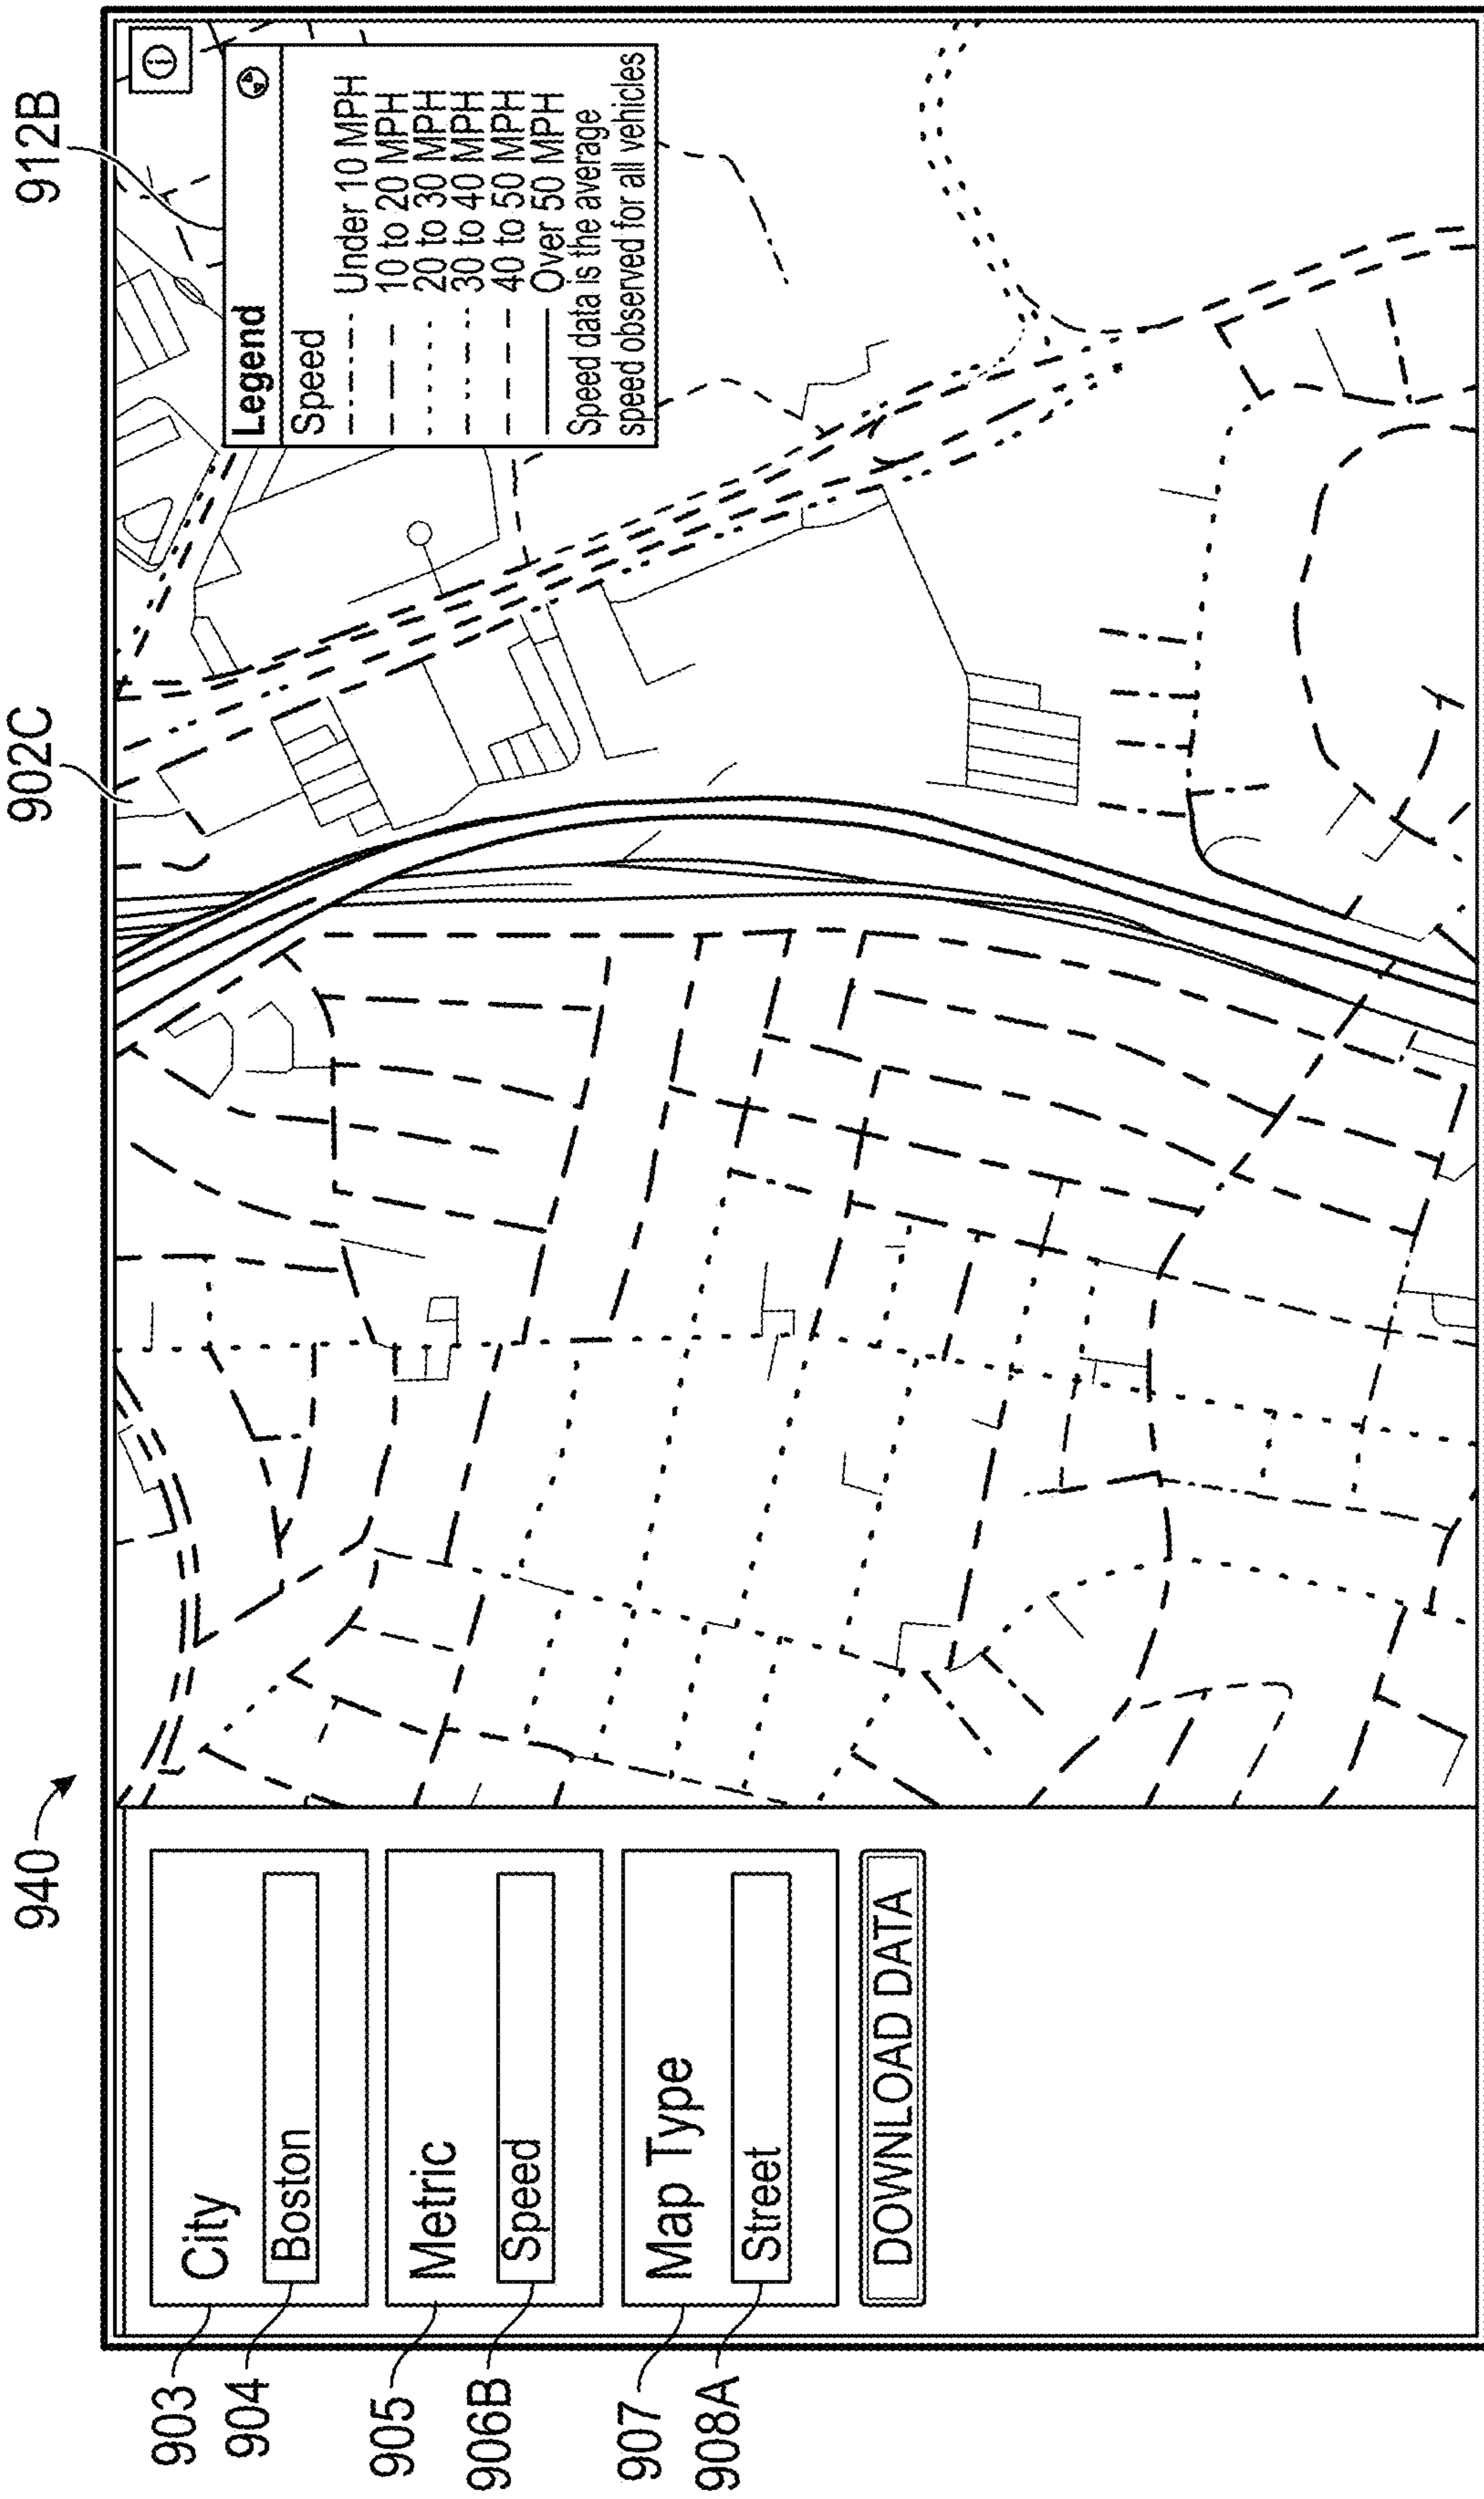 940
902C
912B
903
City
904
Boston
905
Metric
906B
Speed
907
Map Type
908A
Street
DOWNLOAD DATA
i
Legend
Speed
Under 10 MPH
10 to 20 MPH
20 to 30 MPH
30 to 40 MPH
40 to 50 MPH
Over 50 MPH
Speed data is the average
speed observed for all vehicles